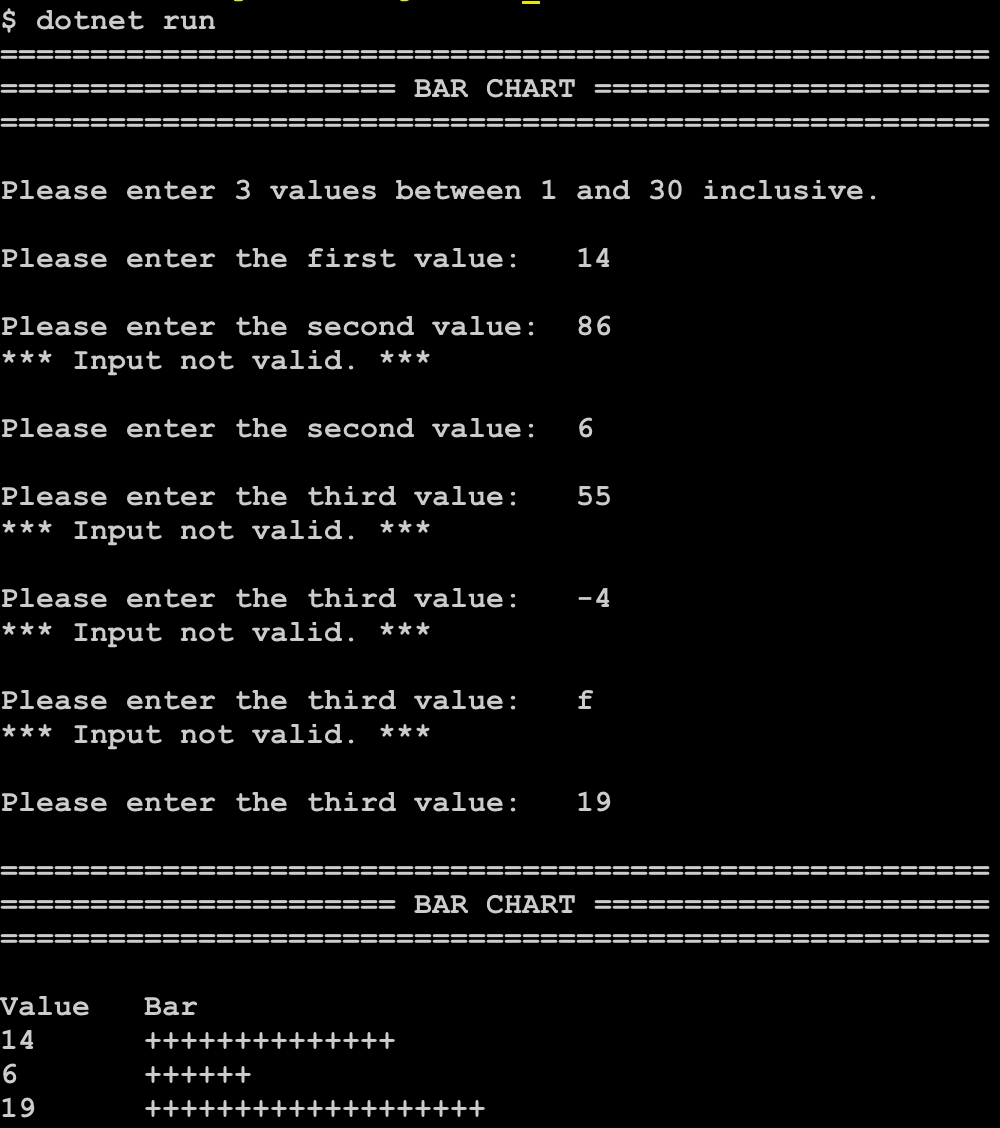 $ dotnet run
=======================================================
====================== BAR CHART ======================
=======================================================
Please enter 3 values between 1 and 30 inclusive.
Please enter the first value:   14
Please enter the second value:  86
*** Input not valid. ***
Please enter the second value:  6
Please enter the third value:   55
*** Input not valid. ***
Please enter the third value:   -4
*** Input not valid. ***
Please enter the third value:   f
*** Input not valid. ***
Please enter the third value:   19
=======================================================
====================== BAR CHART ======================
=======================================================
Value   Bar
14      ++++++++++++++
6       ++++++
19      +++++++++++++++++++